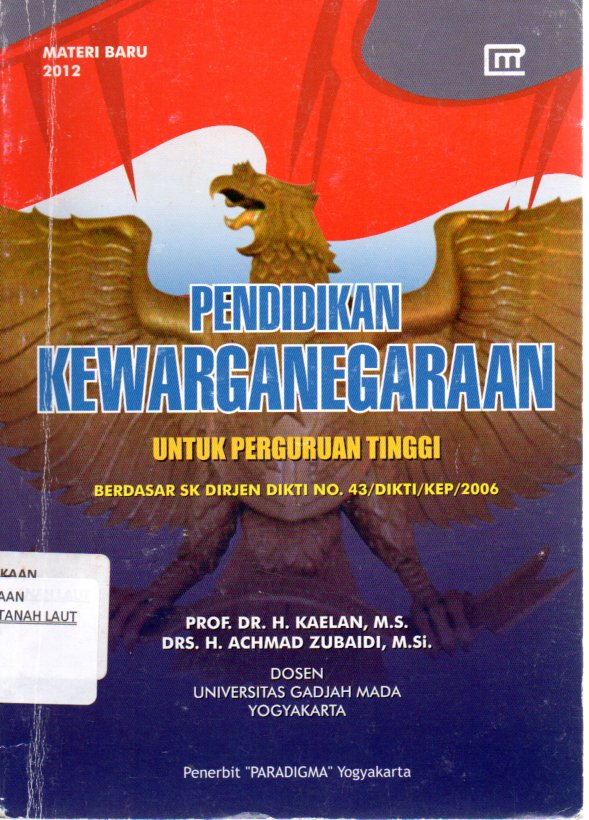 MATERI BARU
2012
PENDIDIKAN
KEWARGANEGARAAN
UNTUK PERGURUAN TINGGI
BERDASAR SK DIRJEN DIKTI NO. 43/DIKTI/KEP/2006
KAAN
AAN
TANAH LAUT
PROF. DR. H. KAELAN, M.S.
DRS. H. ACHMAD ZUBAIDI, M.Si.
DOSEN
UNIVERSITAS GADJAH MADA
YOGYAKARTA
Penerbit "PARADIGMA" Yogyakarta